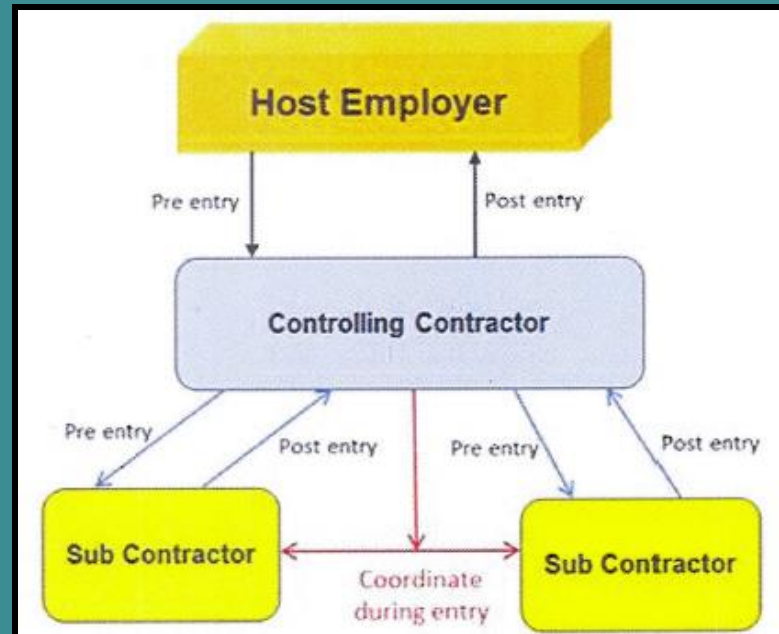 Host Employer
Pre entry
Post entry
Controlling Contractor
Pre entry
Post entry
Pre entry
Post entry
Sub Contractor
Sub Contractor
Coordinate
during entry